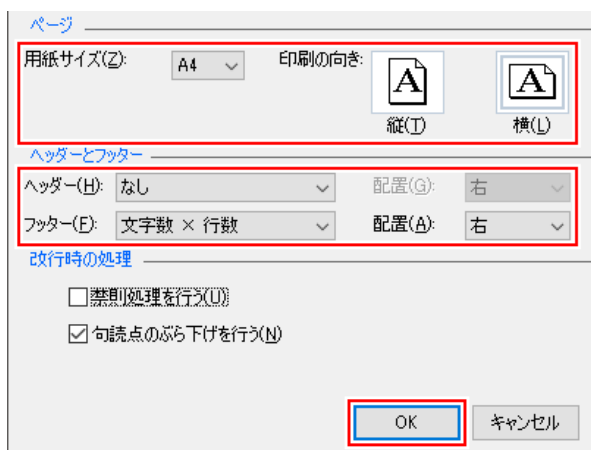 ページ
用紙サイズ(Z): A4 印刷の向き: A A
縦(T) 横(L)
ヘッダーとフッター
ヘッダー(H): なし 配置(G): 右
フッター(F): 文字数 × 行数 配置(A): 右
改行時の処理
禁則処理を行う(U)
句読点のぶら下げを行う(N)
OK キャンセル